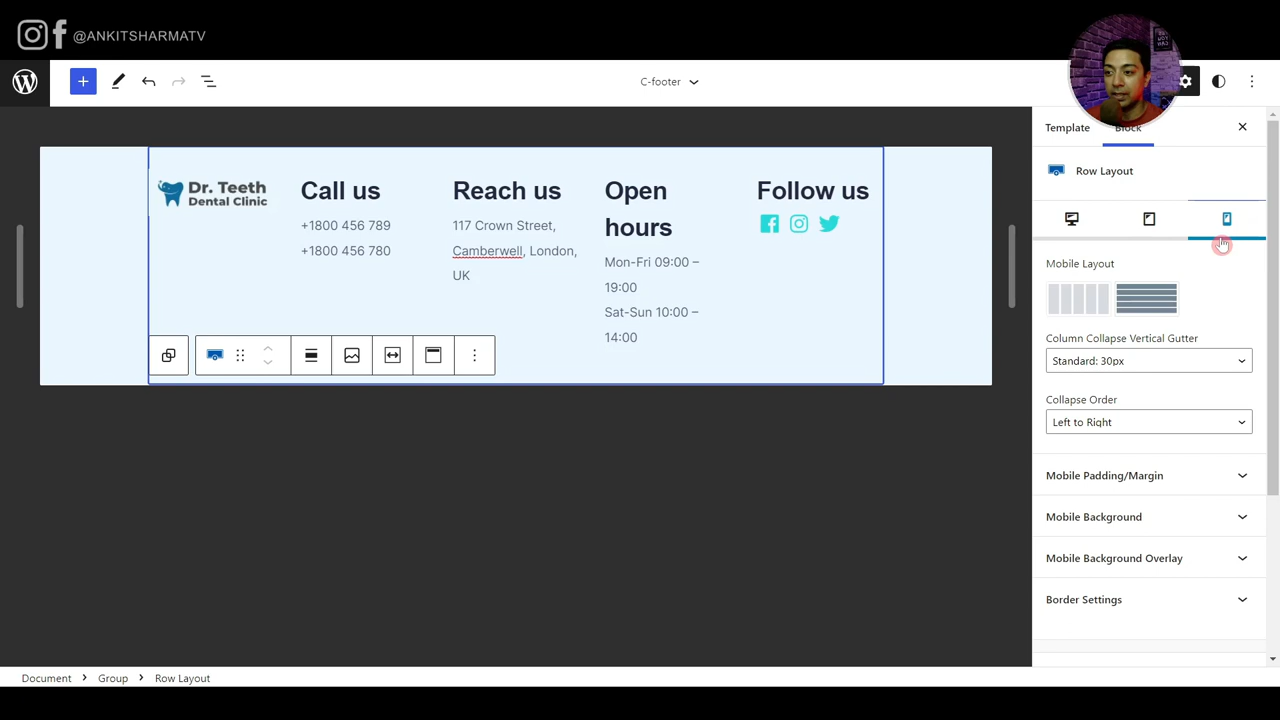 @ANKITSHARMATV
C-footer
Template
Block
Row Layout
Dr. Teeth
Dental Clinic
Call us
+1800 456 789
+1800 456 780
Reach us
117 Crown Street,
Camberwell, London,
UK
Open
hours
Mon-Fri 09:00 –
19:00
Sat-Sun 10:00 –
14:00
Follow us
Mobile Layout
Column Collapse Vertical Gutter
Standard: 30px
Collapse Order
Left to Right
Mobile Padding/Margin
Mobile Background
Mobile Background Overlay
Border Settings
Document > Group > Row Layout